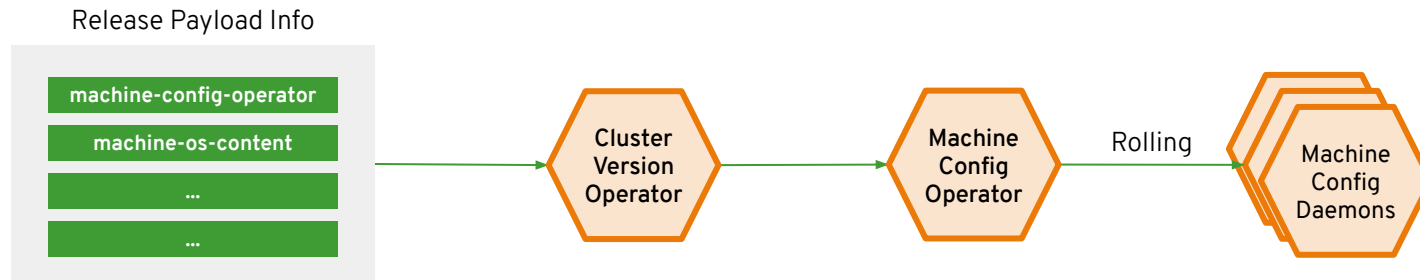 Release Payload Info
machine-config-operator
machine-os-content
...
...
Cluster
Version
Operator
Machine
Config
Operator
Rolling
Machine
Config
Daemons